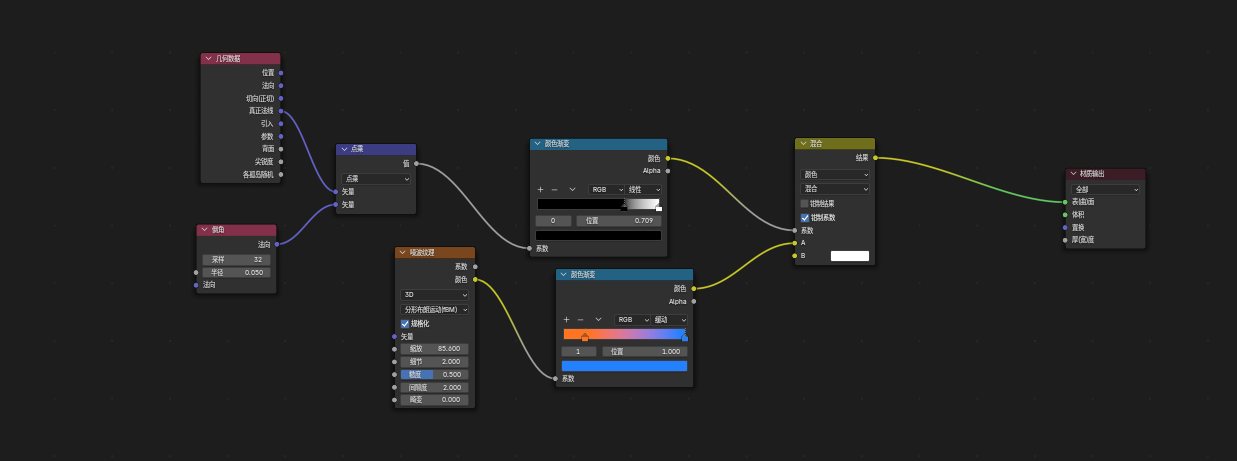 几何数据
位置
法向
切向(正切)
真正法线
引入
参数
背面
尖锐度
各孤岛随机
倒角
法向
采样 32
半径 0.050
法向
点乘
值
点乘
矢量
矢量
噪波纹理
系数
颜色
3D
分形布朗运动(fBM)
规格化
矢量
缩放 85.600
细节 2.000
糙度 0.500
间隙度 2.000
畸变 0.000
颜色渐变
颜色
Alpha
RGB 线性
0 位置 0.709
系数
颜色渐变
颜色
Alpha
RGB 缓动
1 位置 1.000
系数
混合
结果
颜色
混合
钳制结果
钳制系数
系数
A
B
材质输出
全部
表(曲)面
体积
置换
厚(宽)度